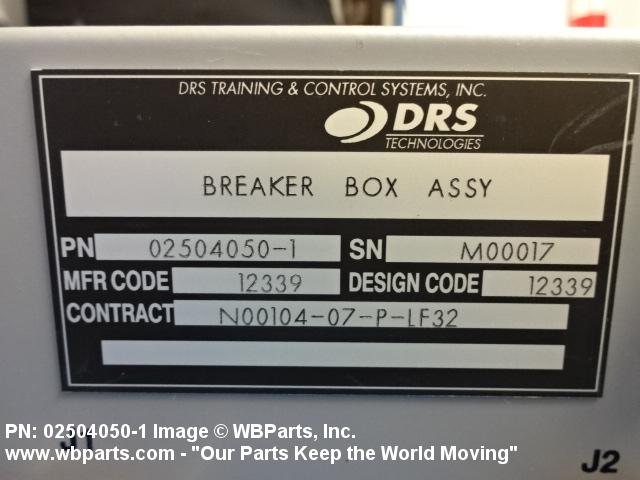 DRS TRAINING & CONTROL SYSTEMS, INC.
DRS
TECHNOLOGIES
BREAKER BOX ASSY
PN 02504050-1 SN M00017
MFR CODE 12339 DESIGN CODE 12339
CONTRACT N00104-07-P-LF32
PN: 02504050-1 Image © WBParts, Inc.
J1
www.wbparts.com - "Our Parts Keep the World Moving"
J2